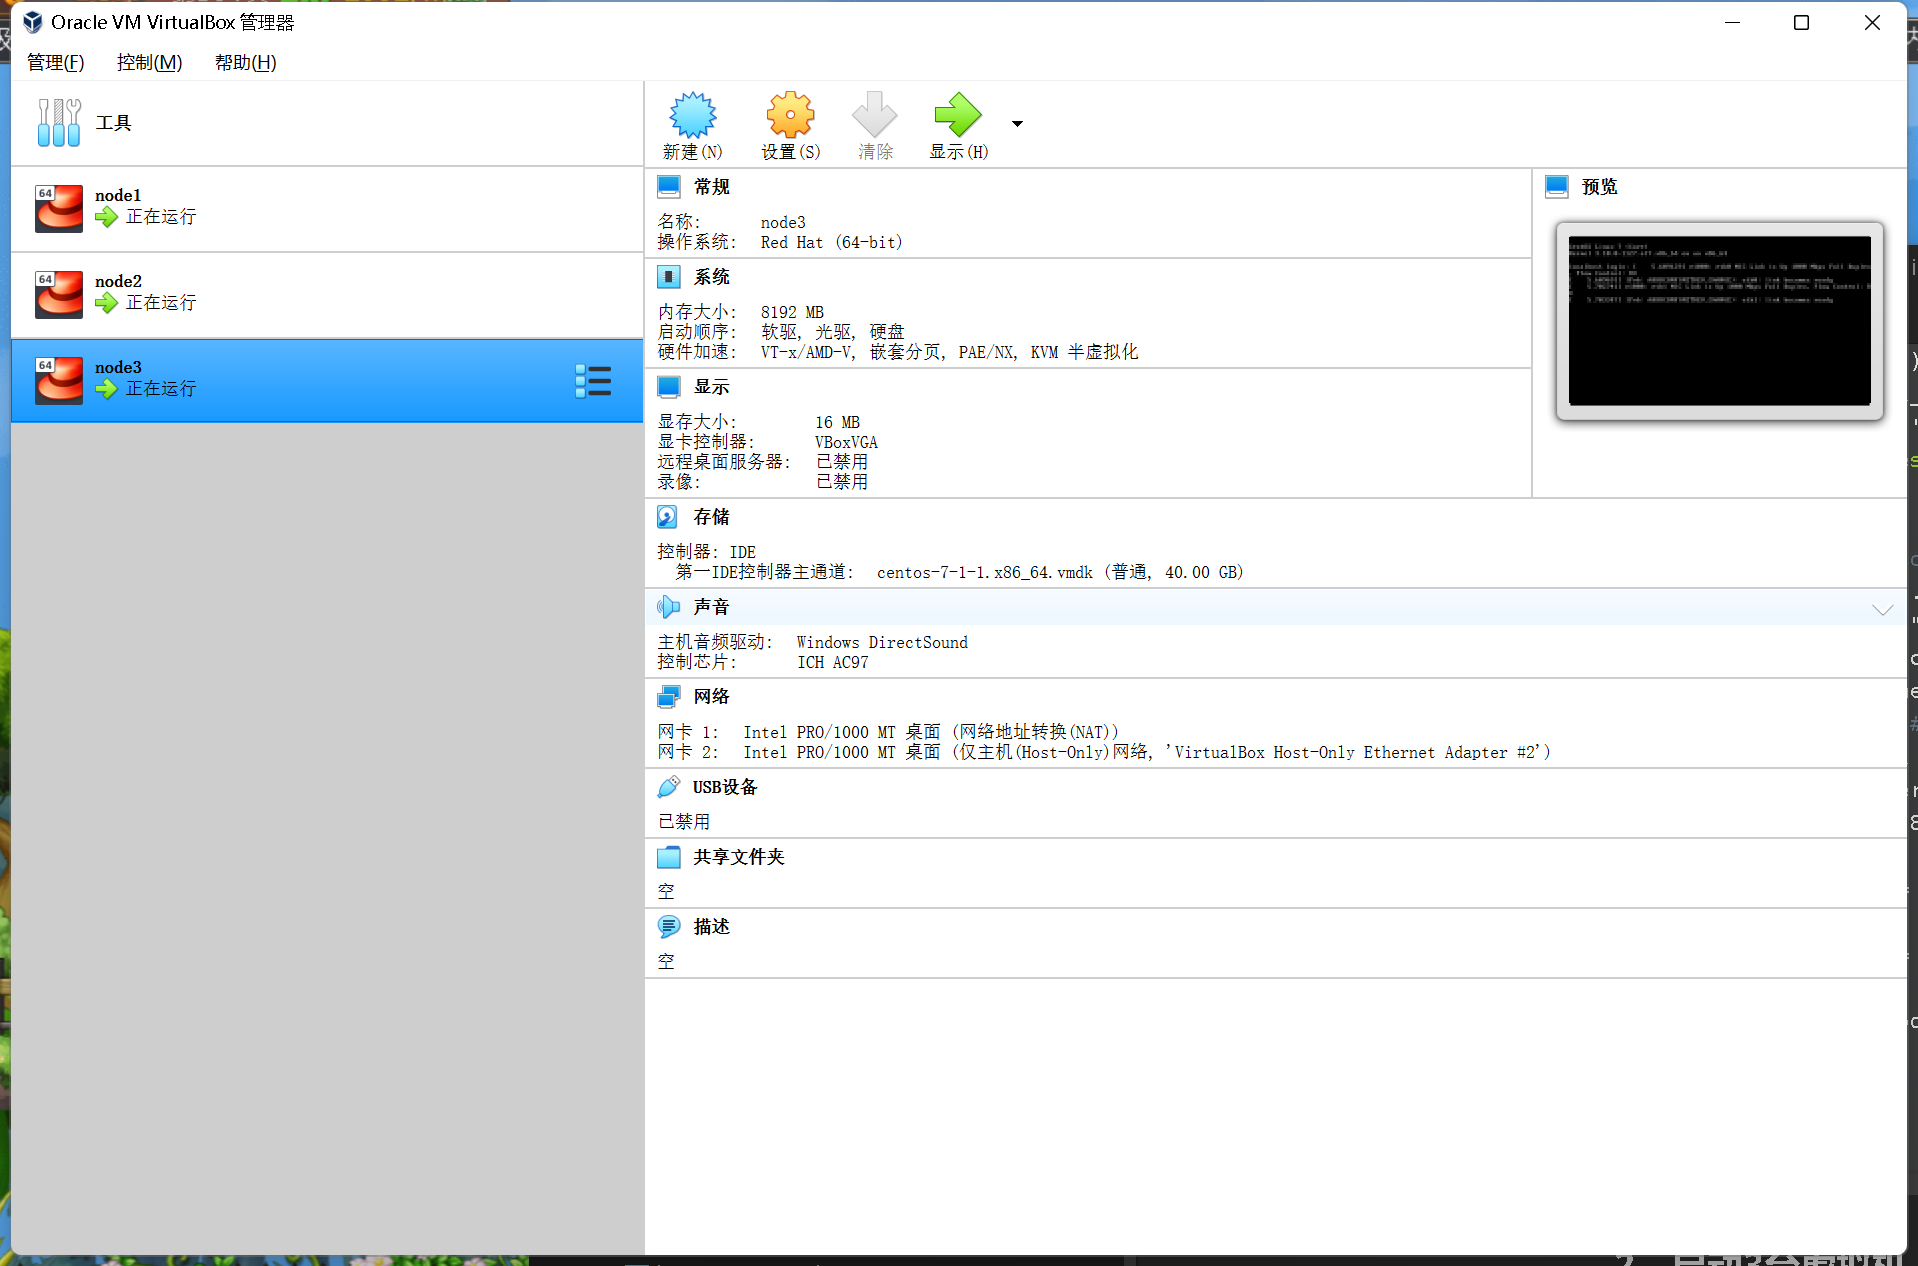 Oracle VM VirtualBox 管理器
管理(F) 控制(M) 帮助(H)
工具
新建(N) 设置(S) 清除 显示(H)
64 node1
正在运行
64 node2
正在运行
64 node3
正在运行
常规
名称: node3
操作系统: Red Hat (64-bit)
预览
系统
内存大小: 8192 MB
启动顺序: 软驱, 光驱, 硬盘
硬件加速: VT-x/AMD-V, 嵌套分页, PAE/NX, KVM 半虚拟化
显示
显存大小: 16 MB
显卡控制器: VBoxVGA
远程桌面服务器: 已禁用
录像: 已禁用
存储
控制器: IDE
第一IDE控制器主通道: centos-7-1-1.x86_64.vmdk (普通, 40.00 GB)
声音
主机音频驱动: Windows DirectSound
控制芯片: ICH AC97
网络
网卡 1: Intel PRO/1000 MT 桌面 (网络地址转换(NAT))
网卡 2: Intel PRO/1000 MT 桌面 (仅主机(Host-Only)网络, 'VirtualBox Host-Only Ethernet Adapter #2')
USB设备
已禁用
共享文件夹
空
描述
空